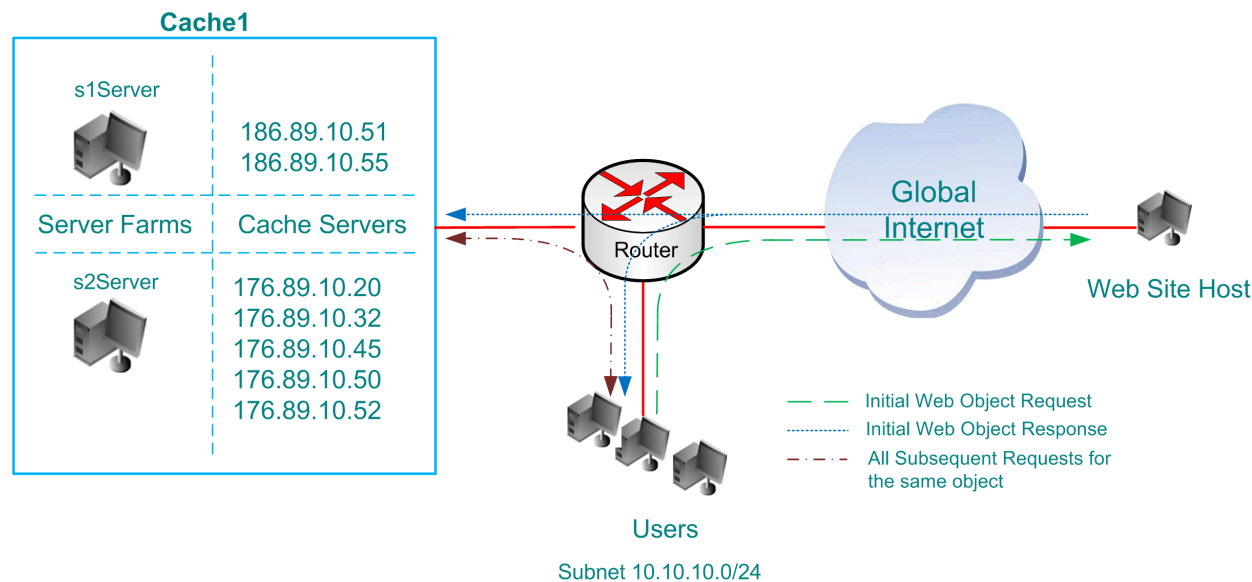 Cache1
s1Server
186.89.10.51
186.89.10.55
Server Farms
Cache Servers
s2Server
176.89.10.20
176.89.10.32
176.89.10.45
176.89.10.50
176.89.10.52
Router
Global
Internet
Web Site Host
Users
Subnet 10.10.10.0/24
Initial Web Object Request
Initial Web Object Response
All Subsequent Requests for
the same object